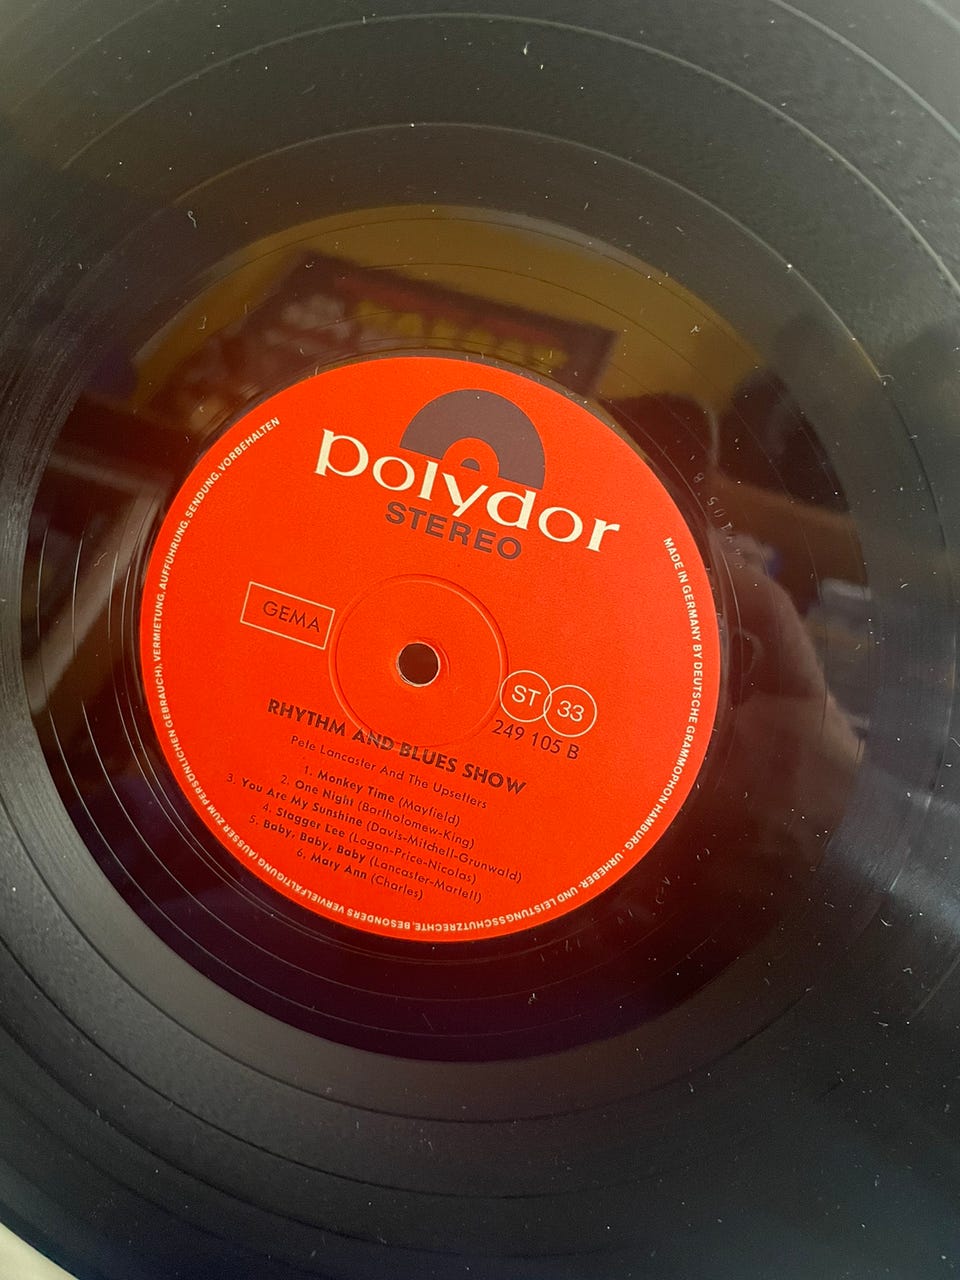 polydor
STEREO
GEMA
ST 33
249 105 B
RHYTHM AND BLUES SHOW
Pete Lancaster And The Upsetters
1. Monkey Time (Mayfield)
2. One Night (Bartholomew-King)
3. You Are My Sunshine (Davis-Mitchell-Grunwald)
4. Stagger Lee (Logan-Price-Nicolas)
5. Baby, Baby, Baby (Lancaster-Martell)
6. Mary Ann (Charles)
MADE IN GERMANY BY DEUTSCHE GRAMMOPHON HAMBURG · URHEBER- UND LEISTUNGSSCHUTZRECHTE, BESONDERS VERVIELFÄLTIGUNG (AUSSER ZUM PERSÖNLICHEN GEBRAUCH), VERMIETUNG, AUFFÜHRUNG, SENDUNG, VORBEHALTEN